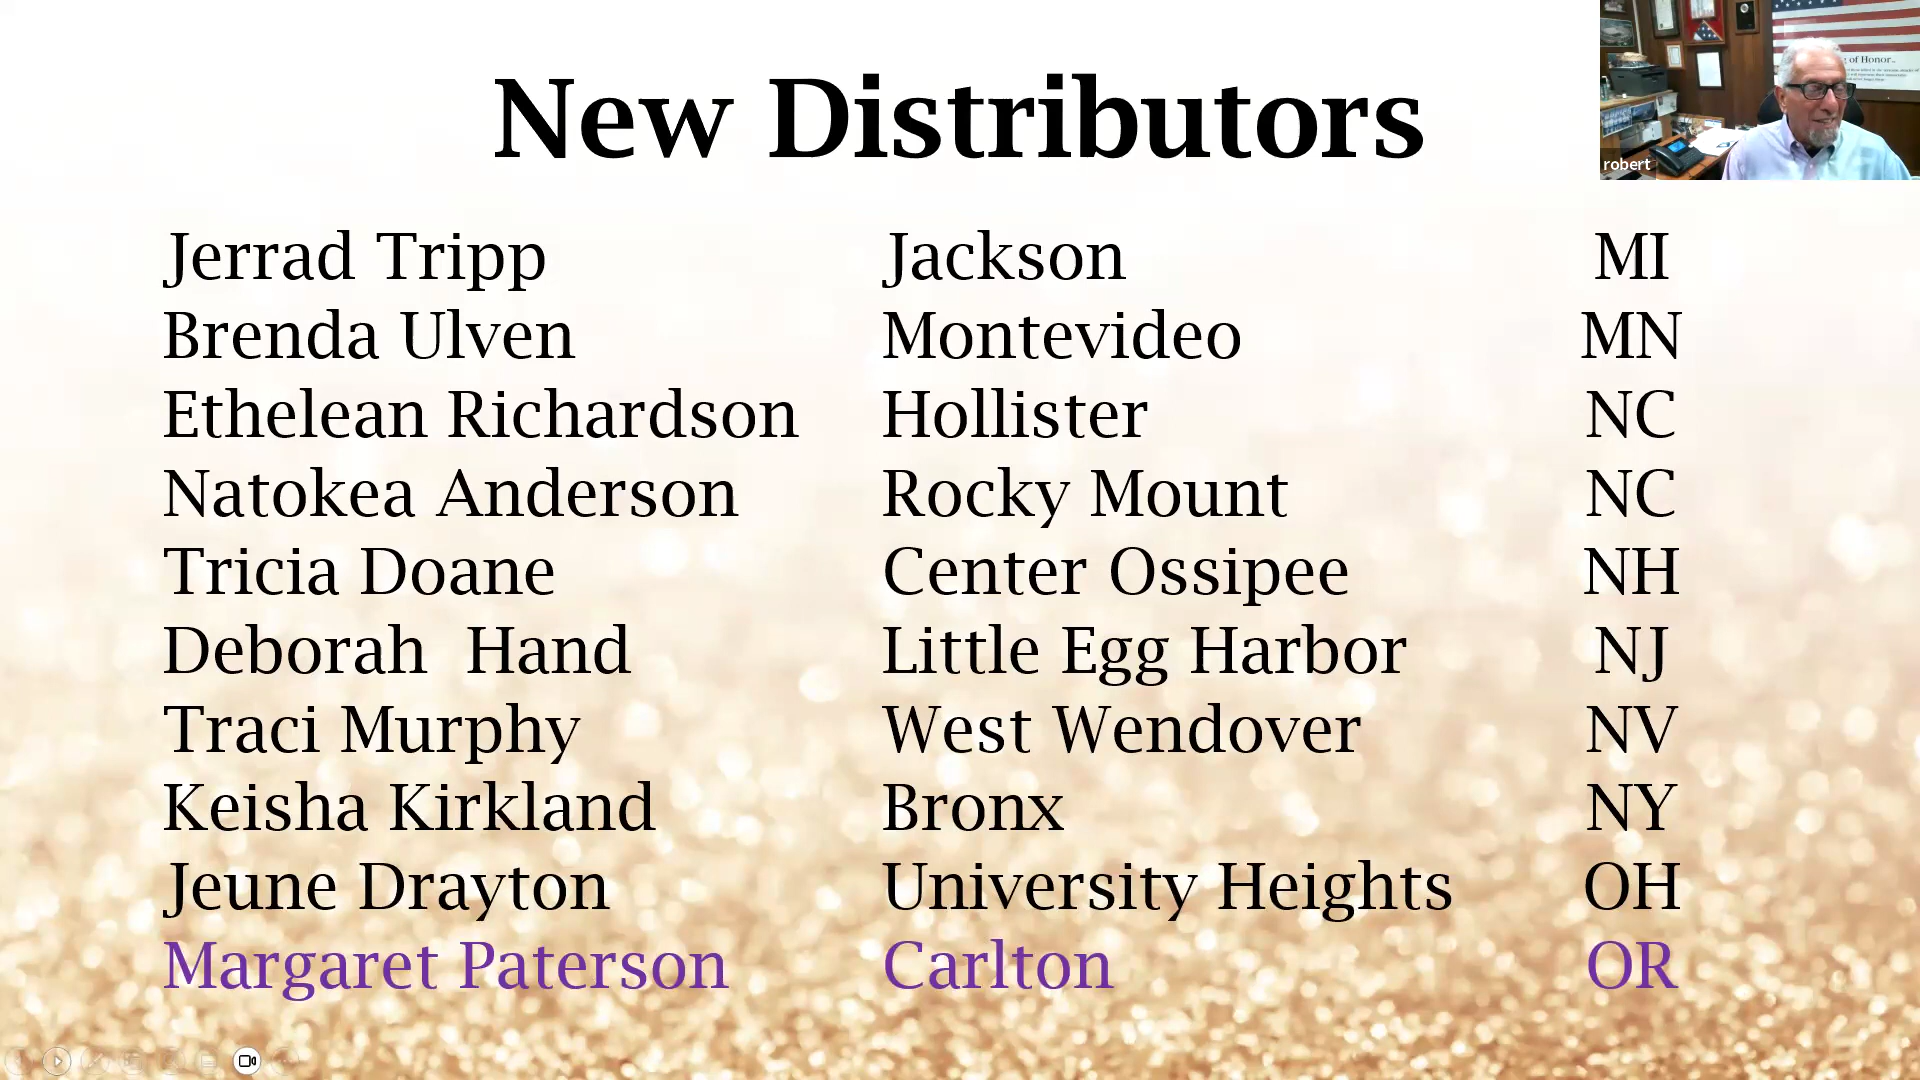 New Distributors
of Honor..
robert
Jerrad Tripp Jackson MI
Brenda Ulven Montevideo MN
Ethelean Richardson Hollister NC
Natokea Anderson Rocky Mount NC
Tricia Doane Center Ossipee NH
Deborah  Hand Little Egg Harbor NJ
Traci Murphy West Wendover NV
Keisha Kirkland Bronx NY
Jeune Drayton University Heights OH
Margaret Paterson Carlton OR